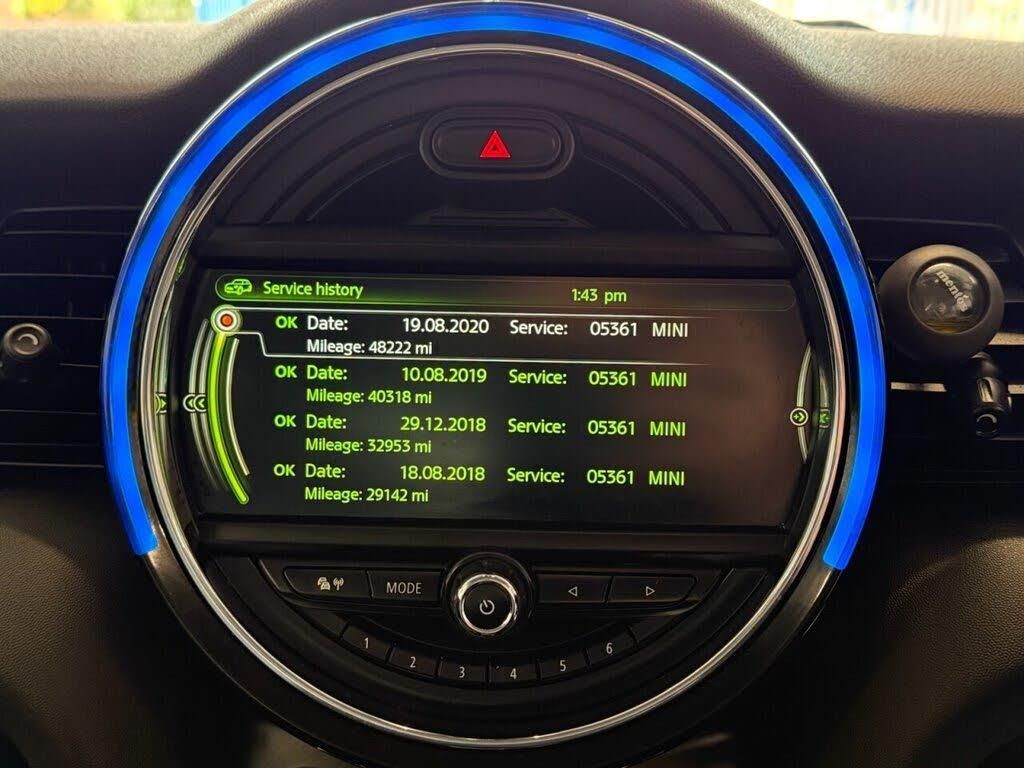 Service history 1:43 pm
OK Date: 19.08.2020 Service: 05361 MINI
Mileage: 48222 mi
OK Date: 10.08.2019 Service: 05361 MINI
Mileage: 40318 mi
OK Date: 29.12.2018 Service: 05361 MINI
Mileage: 32953 mi
OK Date: 18.08.2018 Service: 05361 MINI
Mileage: 29142 mi
MODE
1 2 3 4 5 6
mentos